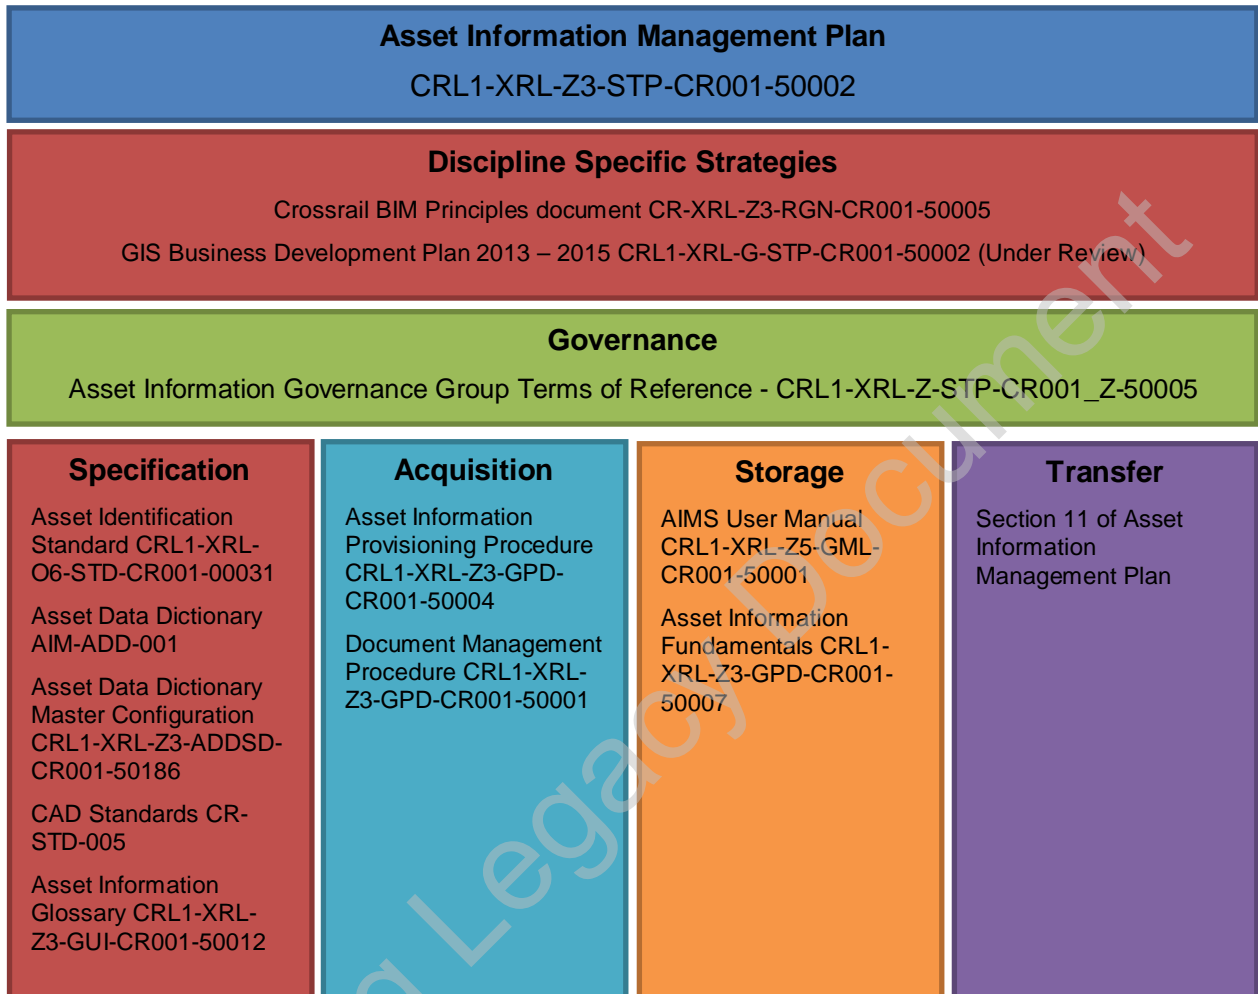 Asset Information Management Plan
CRL1-XRL-Z3-STP-CR001-50002
Discipline Specific Strategies
Crossrail BIM Principles document CR-XRL-Z3-RGN-CR001-50005
GIS Business Development Plan 2013 – 2015 CRL1-XRL-G-STP-CR001-50002 (Under Review)
Governance
Asset Information Governance Group Terms of Reference - CRL1-XRL-Z-STP-CR001_Z-50005
Specification
Asset Identification
Standard CRL1-XRL-
O6-STD-CR001-00031
Asset Data Dictionary
AIM-ADD-001
Asset Data Dictionary
Master Configuration
CRL1-XRL-Z3-ADDSD-
CR001-50186
CAD Standards CR-
STD-005
Asset Information
Glossary CRL1-XRL-
Z3-GUI-CR001-50012
Acquisition
Asset Information
Provisioning Procedure
CRL1-XRL-Z3-GPD-
CR001-50004
Document Management
Procedure CRL1-XRL-
Z3-GPD-CR001-50001
Storage
AIMS User Manual
CRL1-XRL-Z5-GML-
CR001-50001
Asset Information
Fundamentals CRL1-
XRL-Z3-GPD-CR001-
50007
Transfer
Section 11 of Asset
Information
Management Plan
Legacy Document